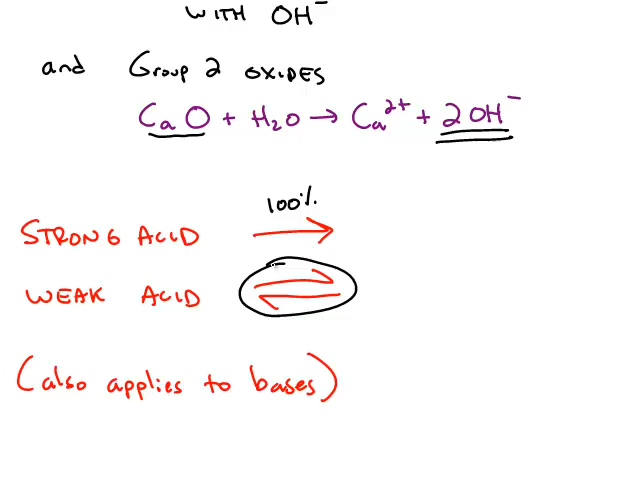 WITH OH⁻
and Group 2 OXIDES
CaO + H₂O → Ca²⁺ + 2OH⁻
100%
STRONG ACID →
WEAK ACID ⇌
(also applies to bases)